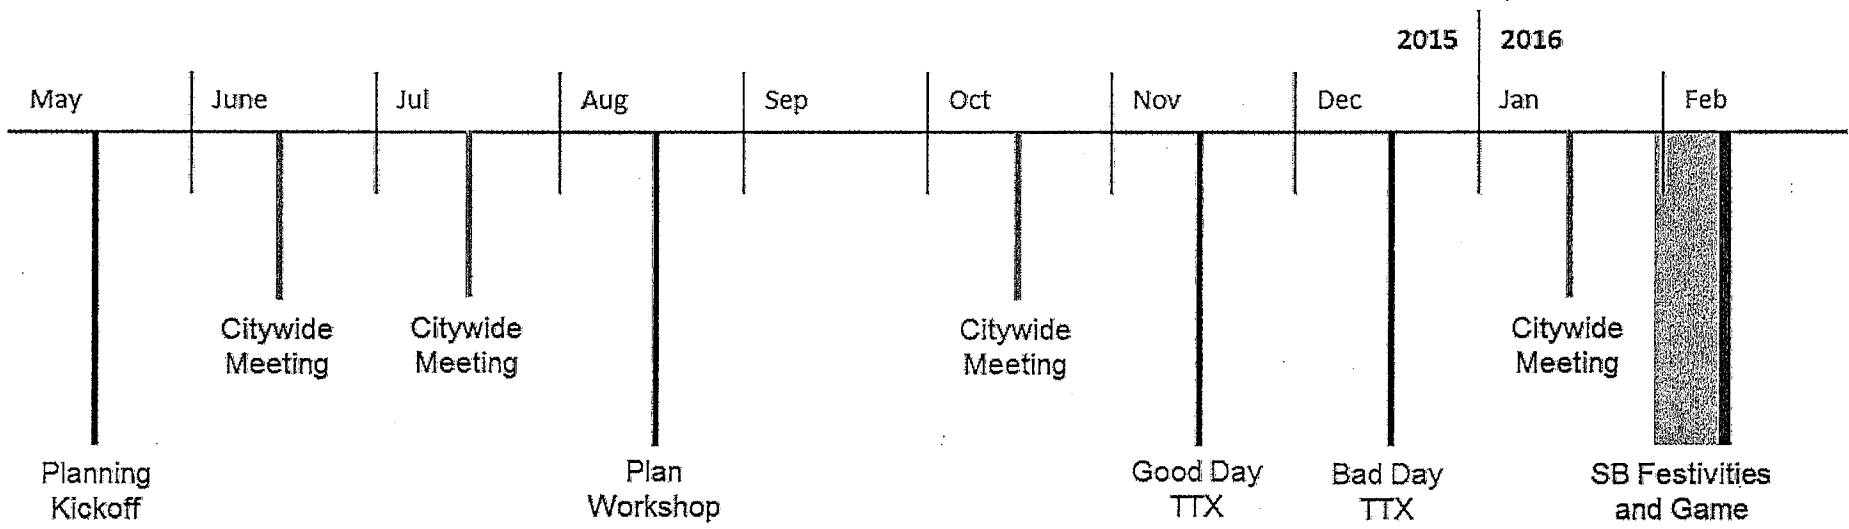 2015 2016
May June Jul Aug Sep Oct Nov Dec Jan Feb
Citywide Citywide Citywide Citywide
Meeting Meeting Meeting Meeting
Planning Plan Good Day Bad Day SB Festivities
Kickoff Workshop TTX TTX and Game